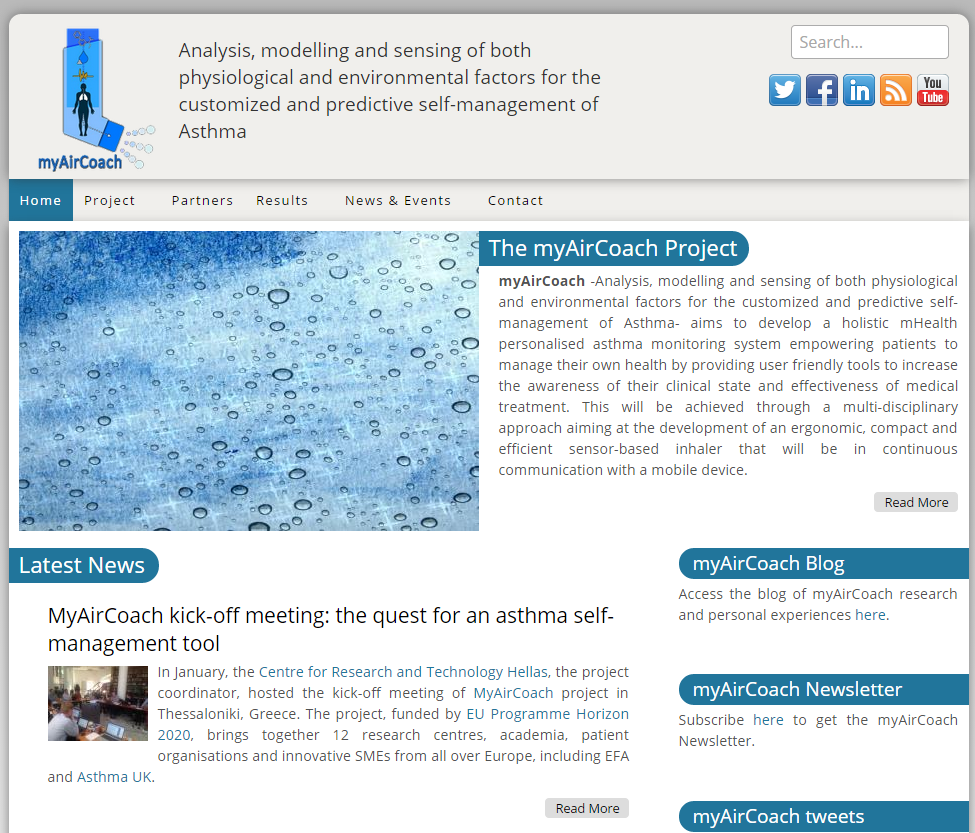 myAirCoach
Analysis, modelling and sensing of both
physiological and environmental factors for the
customized and predictive self-management of
Asthma
Search...
You
Tube
Home Project Partners Results News & Events Contact
The myAirCoach Project
myAirCoach -Analysis, modelling and sensing of both physiological
and environmental factors for the customized and predictive self-
management of Asthma- aims to develop a holistic mHealth
personalised asthma monitoring system empowering patients to
manage their own health by providing user friendly tools to increase
the awareness of their clinical state and effectiveness of medical
treatment. This will be achieved through a multi-disciplinary
approach aiming at the development of an ergonomic, compact and
efficient sensor-based inhaler that will be in continuous
communication with a mobile device.
Read More
Latest News
MyAirCoach kick-off meeting: the quest for an asthma self-
management tool
In January, the Centre for Research and Technology Hellas, the project
coordinator, hosted the kick-off meeting of MyAirCoach project in
Thessaloniki, Greece. The project, funded by EU Programme Horizon
2020, brings together 12 research centres, academia, patient
organisations and innovative SMEs from all over Europe, including EFA
and Asthma UK.
Read More
myAirCoach Blog
Access the blog of myAirCoach research
and personal experiences here.
myAirCoach Newsletter
Subscribe here to get the myAirCoach
Newsletter.
myAirCoach tweets